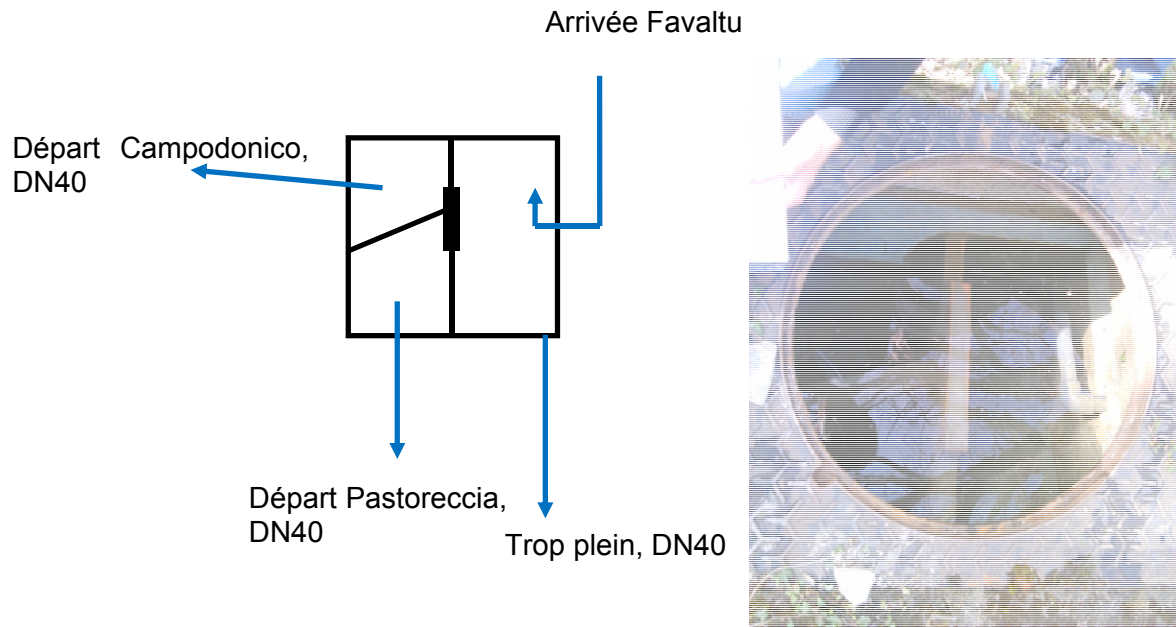 Arrivée Favaltu
Départ Campodonico,
DN40
Départ Pastoreccia,
DN40
Trop plein, DN40